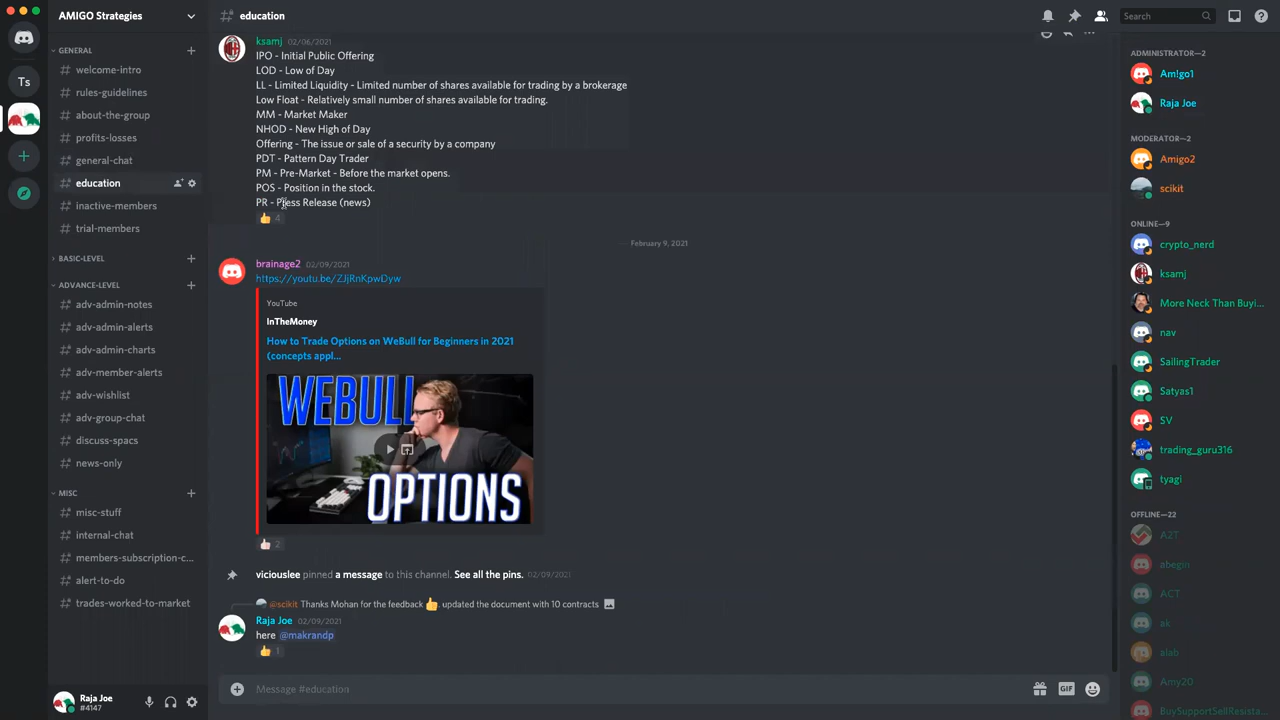 AMIGO Strategies
GENERAL
welcome-intro
rules-guidelines
about-the-group
profits-losses
general-chat
education
inactive-members
trial-members
BASIC-LEVEL
ADVANCE-LEVEL
adv-admin-notes
adv-admin-alerts
adv-admin-charts
adv-member-alerts
adv-wishlist
adv-group-chat
discuss-spacs
news-only
MISC
misc-stuff
internal-chat
members-subscription-c...
alert-to-do
trades-worked-to-market
Raja Joe
#4147
Ts
education
Search
ksamj 02/06/2021
IPO - Initial Public Offering
LOD - Low of Day
LL - Limited Liquidity - Limited number of shares available for trading by a brokerage
Low Float - Relatively small number of shares available for trading.
MM - Market Maker
NHOD - New High of Day
Offering - The issue or sale of a security by a company
PDT - Pattern Day Trader
PM - Pre-Market - Before the market opens.
POS - Position in the stock.
PR - Press Release (news)
4
February 9, 2021
brainage2 02/09/2021
https://youtu.be/ZJjRnKpwDyw
YouTube
InTheMoney
How to Trade Options on WeBull for Beginners in 2021
(concepts appl...
WEBULL
OPTIONS
2
viciouslee pinned a message to this channel. See all the pins. 02/09/2021
@scikit Thanks Mohan for the feedback . updated the document with 10 contracts
Raja Joe 02/09/2021
here @makrandp
1
Message #education
GIF
ADMINISTRATOR—2
Am!go1
Raja Joe
MODERATOR—2
Amigo2
scikit
ONLINE—9
crypto_nerd
ksamj
More Neck Than Buyi...
nav
SailingTrader
Satyas1
SV
trading_guru316
tyagi
OFFLINE—22
A2T
abegin
ACT
ak
alab
Amy20
BuySupportSellResista...